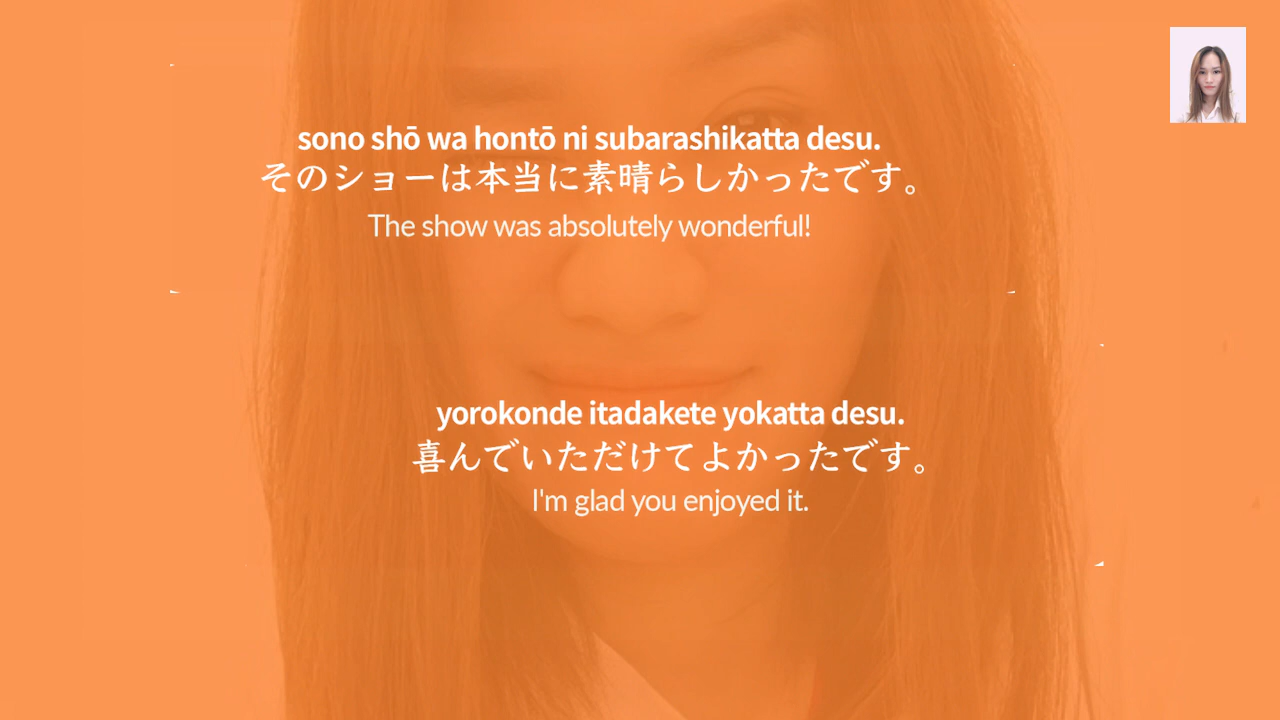 sono shō wa hontō ni subarashikatta desu.
そのショーは本当に素晴らしかったです。
The show was absolutely wonderful!
yorokonde itadakete yokatta desu.
喜んでいただけてよかったです。
I'm glad you enjoyed it.